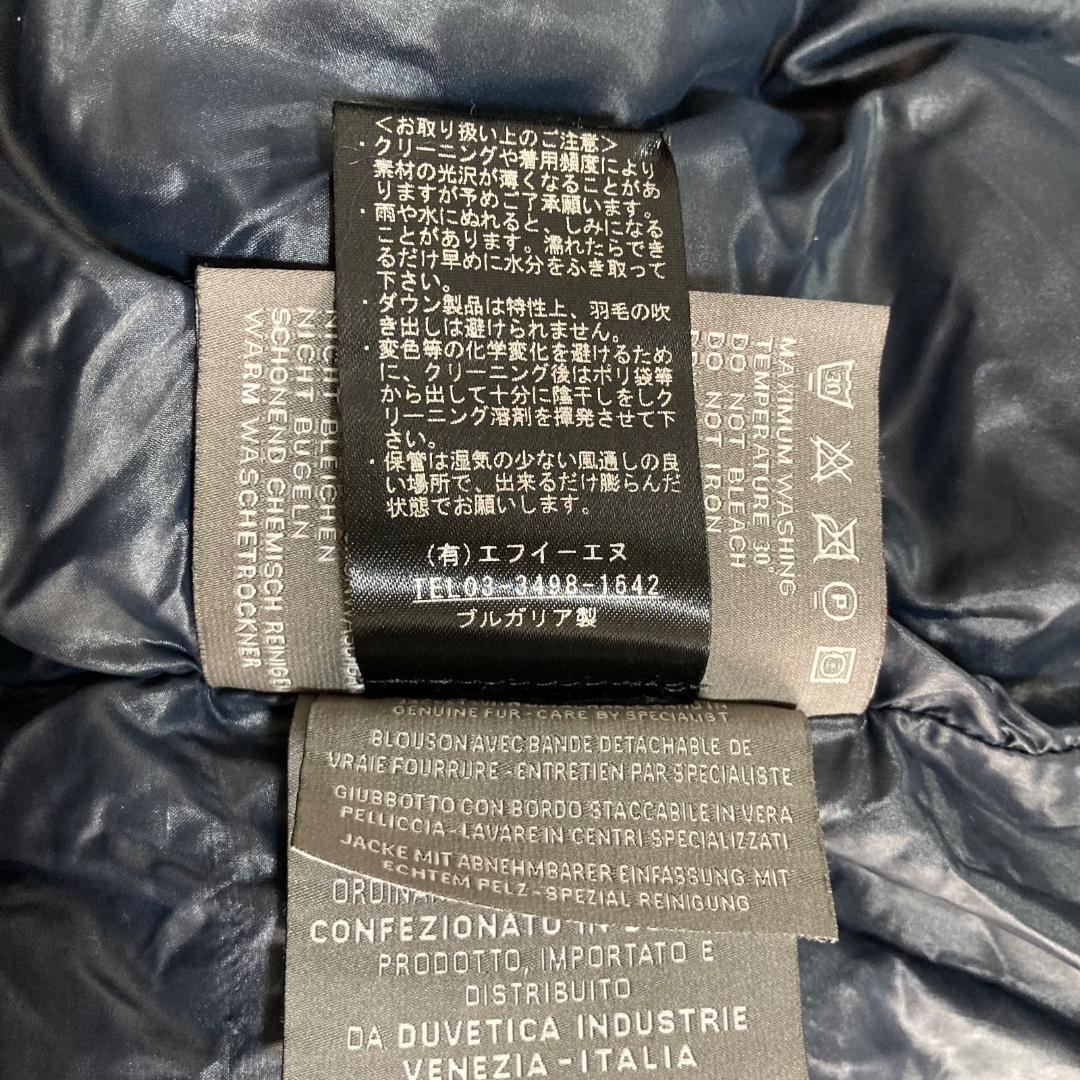 <お取り扱い上のご注意>
・クリーニングや着用頻度により
素材の光沢が薄くなることがあ
りますが予めご了承願います。
・雨や水にぬれると、しみになる
ことがあります。濡れたらでき
るだけ早めに水分をふき取って
下さい。
・ダウン製品は特性上、羽毛の吹
き出しは避けられません。
・変色等の化学変化を避けるため
に、クリーニング後はポリ袋等
から出して十分に陰干しをしク
リーニング溶剤を揮発させて下
さい。
・保管は湿気の少ない風通しの良
い場所で、出来るだけ膨らんだ
状態でお願いします。
(有)エフイーエヌ
TEL03 3498-1642
ブルガリア製
30
P
MAXIMUM WASHING
TEMPERATURE 30°
DO NOT BLEACH
DO NOT IRON
NICHT BLEICHEN
NICHT BUGELN
SCHONEND CHEMISCH REINIGEN
WARM WASCHETROCKNER
GENUINE FUR - CARE BY SPECIALIST
BLOUSON AVEC BANDE DETACHABLE DE
VRAIE FOURRURE - ENTRETIEN PAR SPECIALISTE
GIUBBOTTO CON BORDO STACCABILE IN VERA
PELLICCIA - LAVARE IN CENTRI SPECIALIZZATI
JACKE MIT ABNEHMBARER EINFASSUNG MIT
ECHTEM PELZ - SPEZIAL REINIGUNG
CONFEZIONATO IN
PRODOTTO, IMPORTATO E
DISTRIBUITO
DA DUVETICA INDUSTRIE
VENEZIA - ITALIA